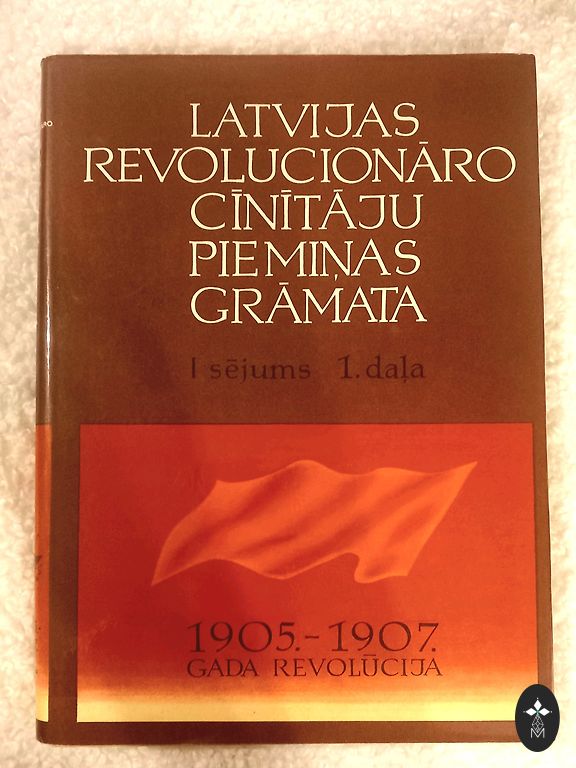 LATVIJAS
REVOLUCIONĀRO
CĪNĪTĀJU
PIEMIŅAS
GRĀMATA
I sējums 1. daļa
1905.-1907.
GADA REVOLŪCIJA
M